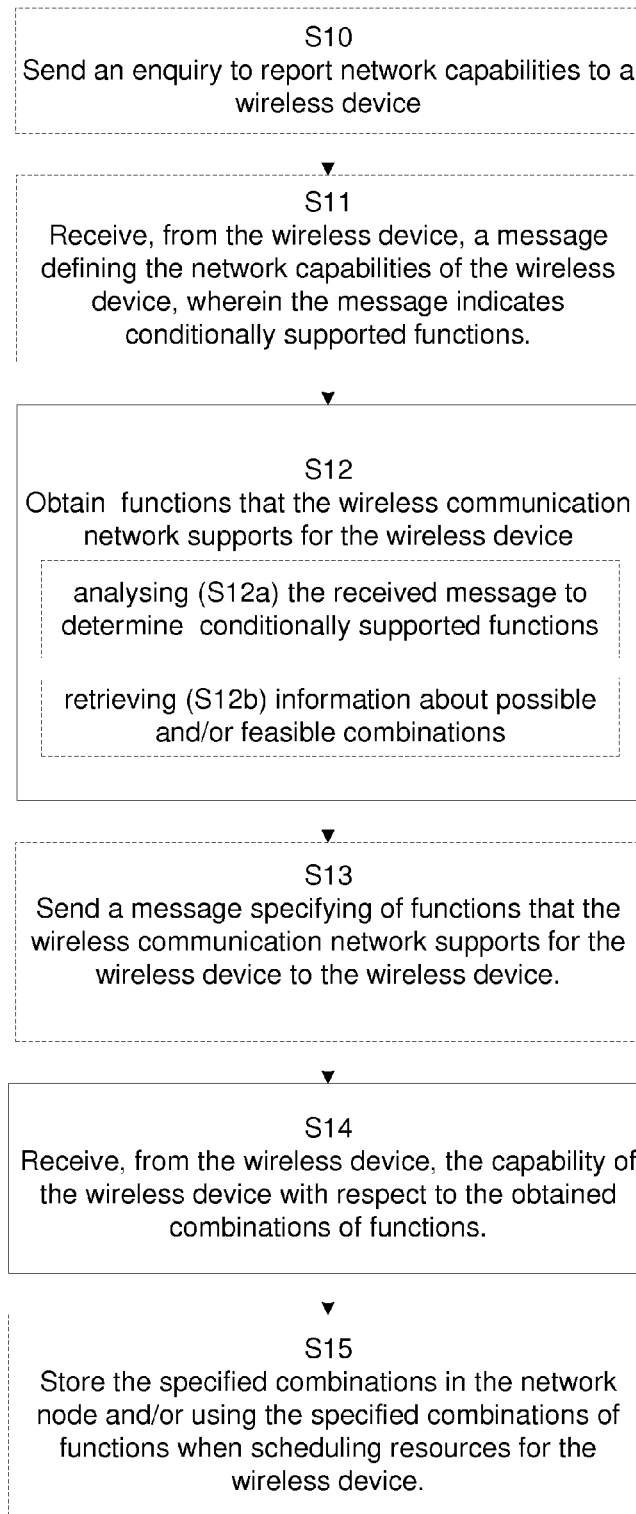 S10
Send an enquiry to report network capabilities to a
wireless device
S11
Receive, from the wireless device, a message
defining the network capabilities of the wireless
device, wherein the message indicates
conditionally supported functions.
S12
Obtain functions that the wireless communication
network supports for the wireless device
analysing (S12a) the received message to
determine conditionally supported functions
retrieving (S12b) information about possible
and/or feasible combinations
S13
Send a message specifying of functions that the
wireless communication network supports for the
wireless device to the wireless device.
S14
Receive, from the wireless device, the capability of
the wireless device with respect to the obtained
combinations of functions.
S15
Store the specified combinations in the network
node and/or using the specified combinations of
functions when scheduling resources for the
wireless device.